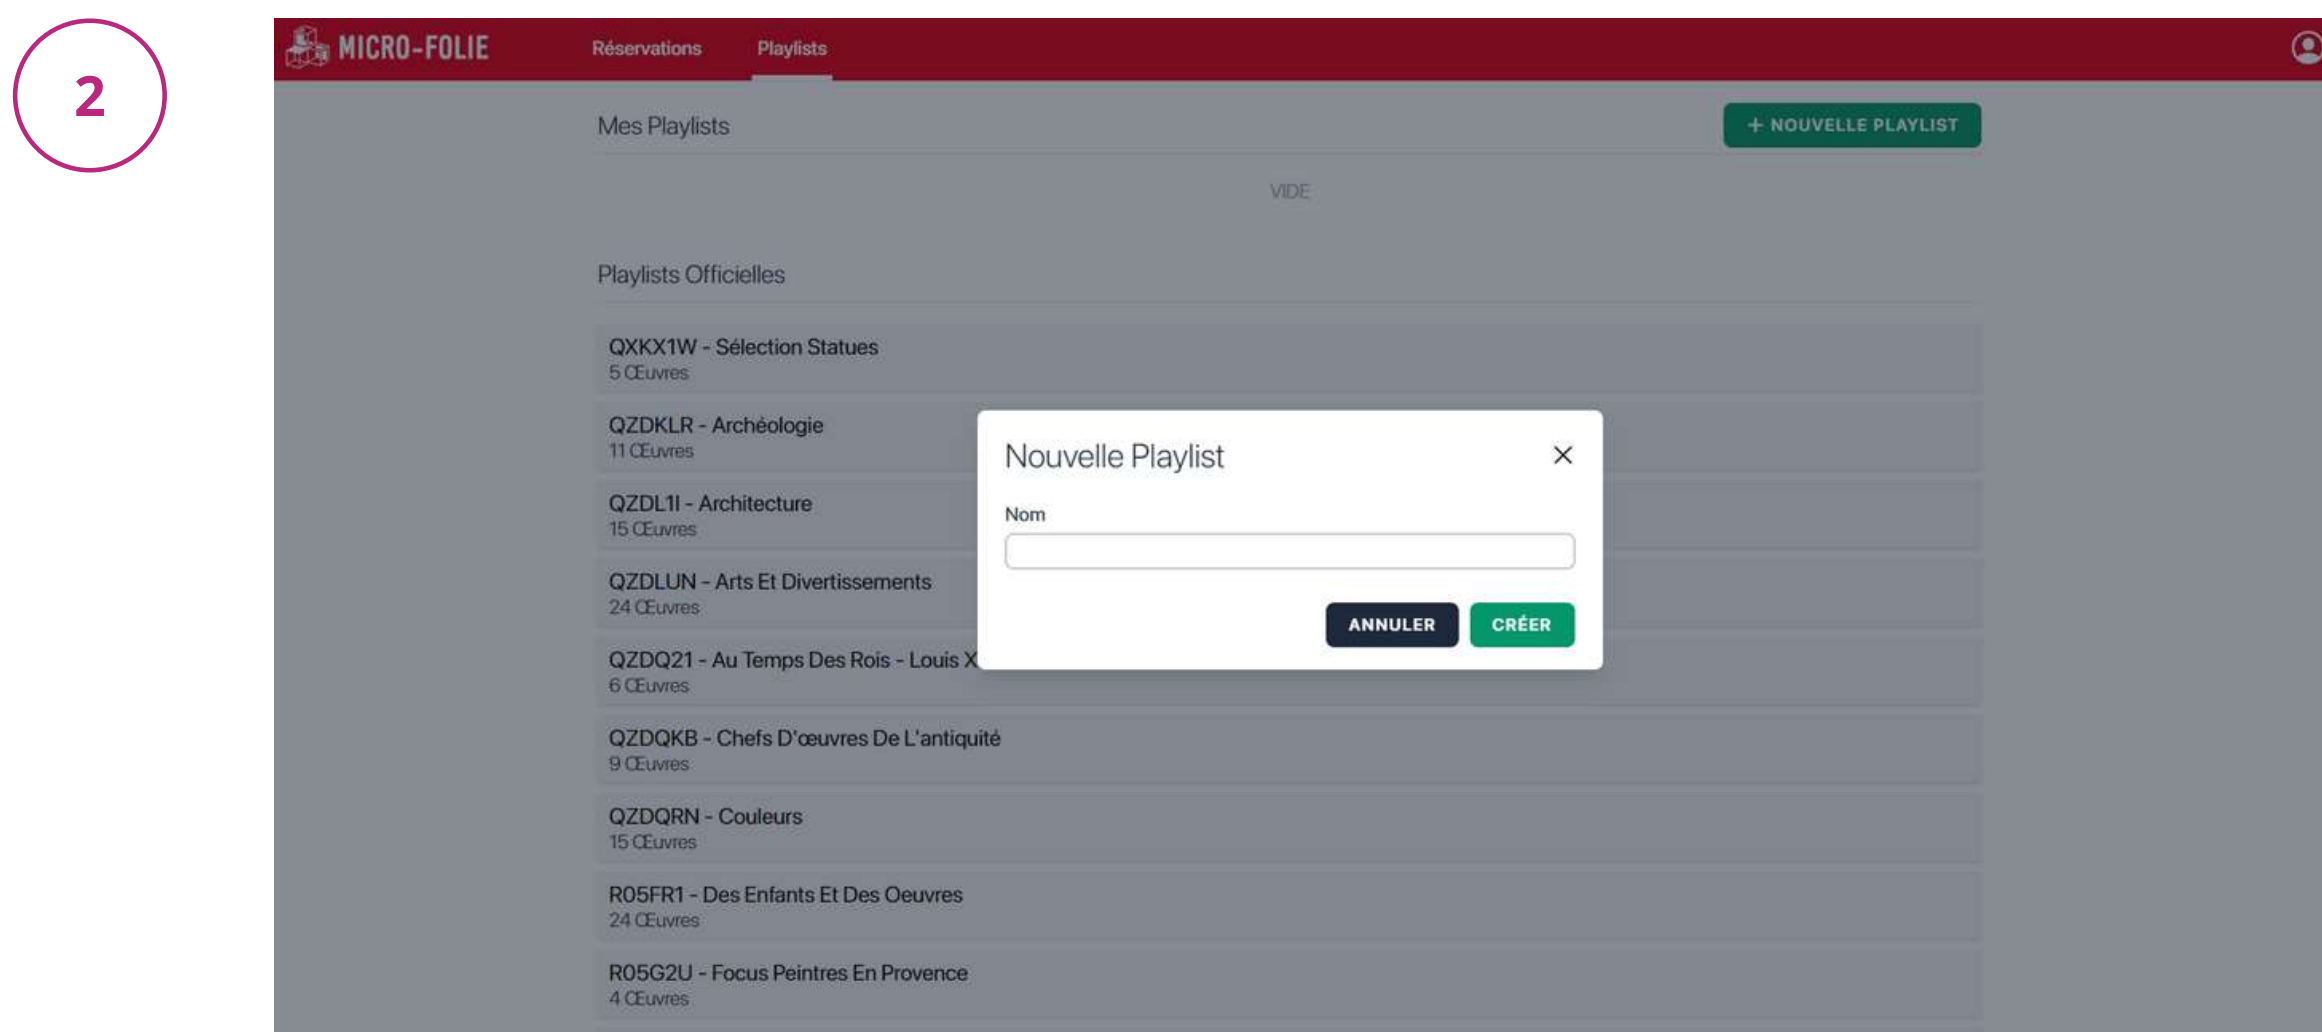 2
MICRO-FOLIE
Réservations
Playlists
Mes Playlists
+ NOUVELLE PLAYLIST
VIDE
Playlists Officielles
QXKX1W - Sélection Statues
5 Œuvres
QZDKLR - Archéologie
11 Œuvres
QZDL1I - Architecture
15 Œuvres
QZDLUN - Arts Et Divertissements
24 Œuvres
QZDQ21 - Au Temps Des Rois - Louis X
6 Œuvres
QZDQKB - Chefs D'œuvres De L'antiquité
9 Œuvres
QZDQRN - Couleurs
15 Œuvres
R05FR1 - Des Enfants Et Des Oeuvres
24 Œuvres
R05G2U - Focus Peintres En Provence
4 Œuvres
Nouvelle Playlist
Nom
ANNULER
CRÉER